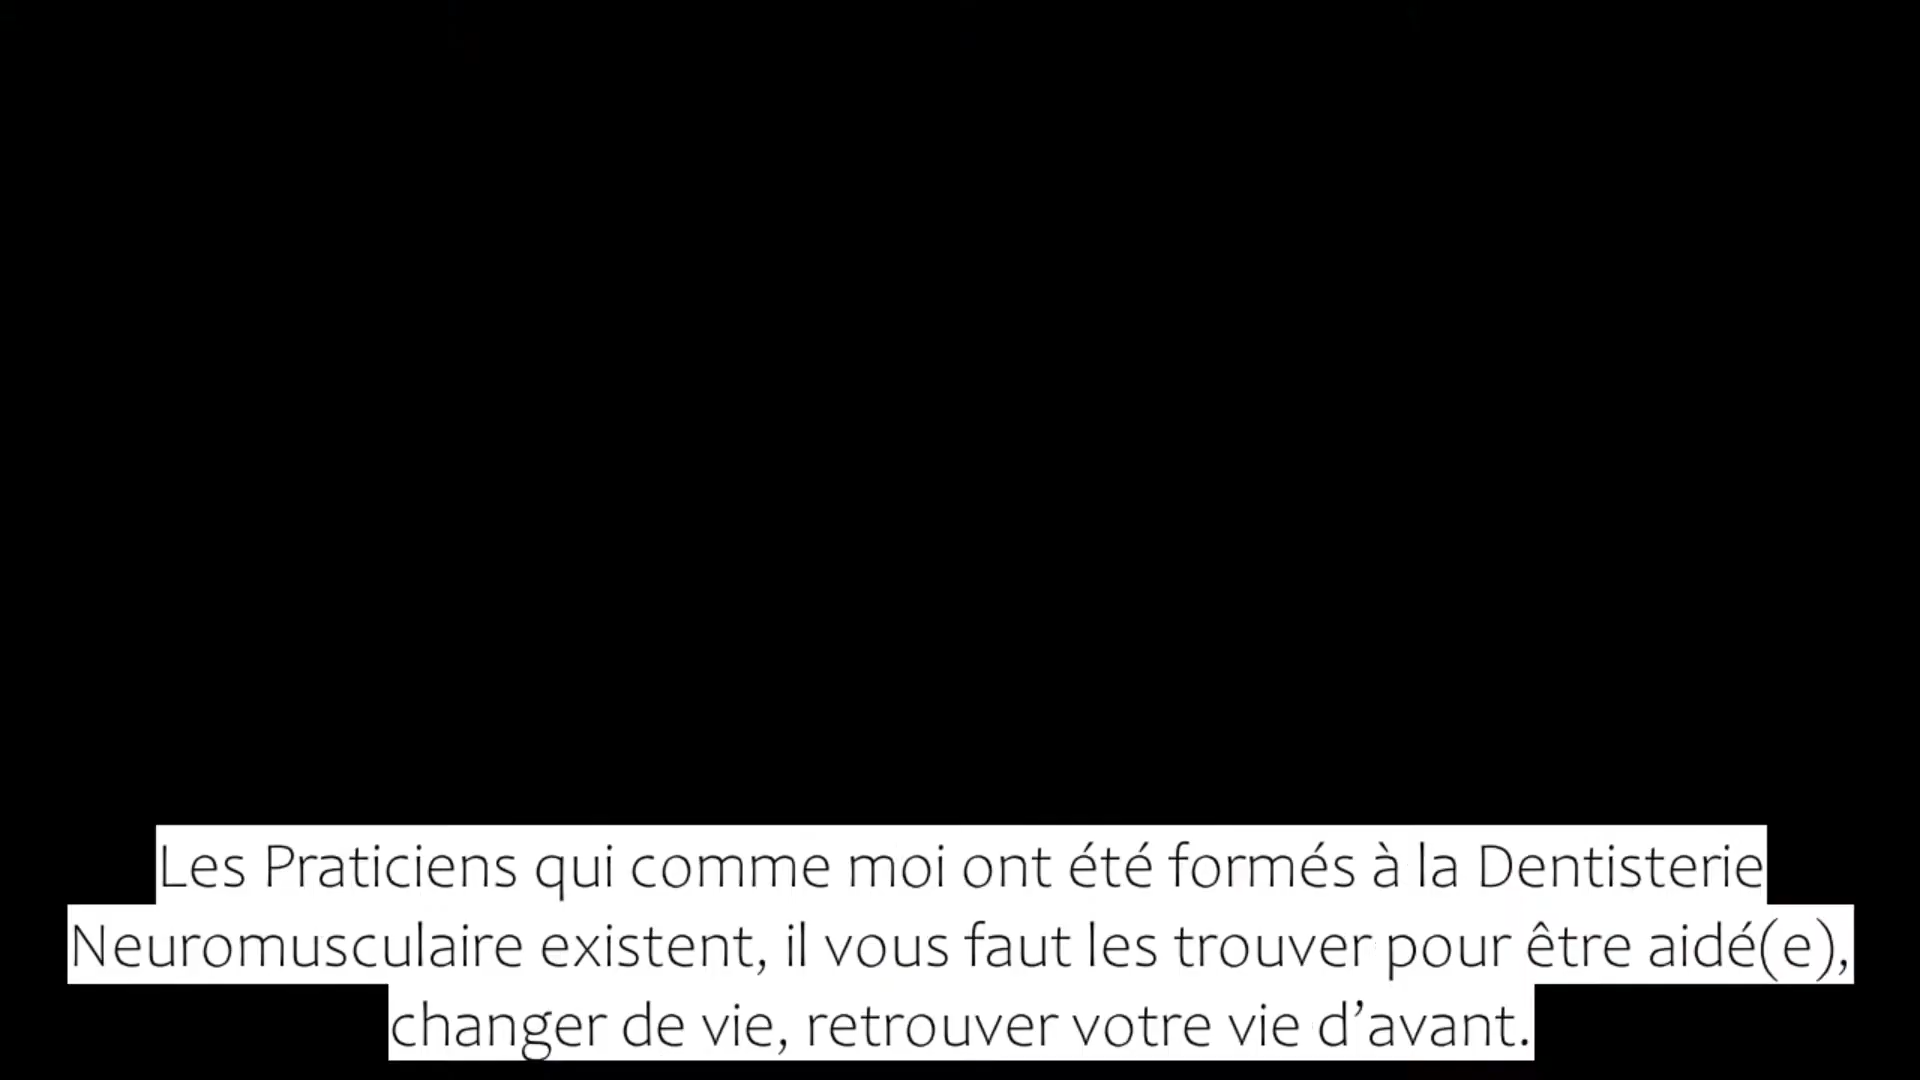 Les Praticiens qui comme moi ont été formés à la Dentisterie
Neuromusculaire existent, il vous faut les trouver pour être aidé(e),
changer de vie, retrouver votre vie d’avant.